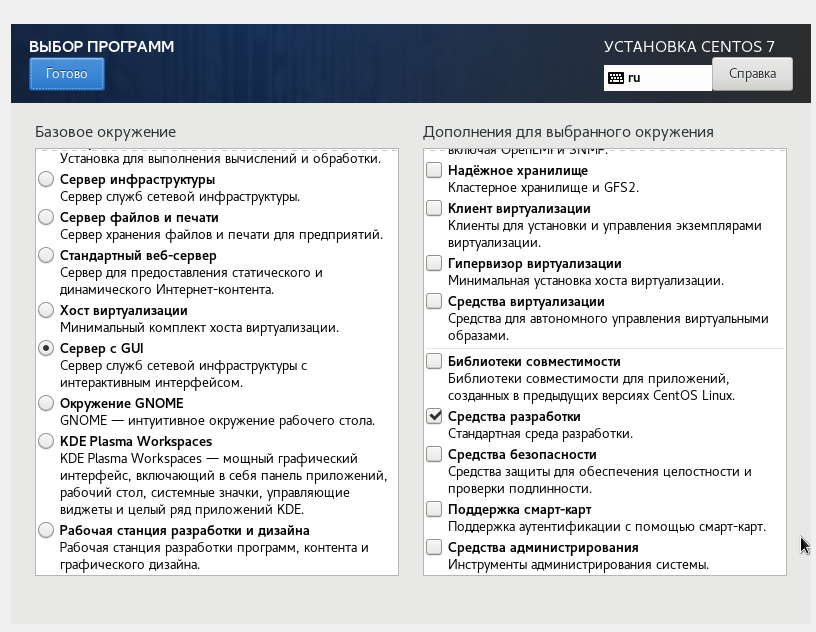 ВЫБОР ПРОГРАММ
УСТАНОВКА CENTOS 7
Готово
ru
Справка
Базовое окружение
Установка для выполнения вычислений и обработки.
Сервер инфраструктуры
Сервер служб сетевой инфраструктуры.
Сервер файлов и печати
Сервер хранения файлов и печати для предприятий.
Стандартный веб-сервер
Сервер для предоставления статического и
динамического Интернет-контента.
Хост виртуализации
Минимальный комплект хоста виртуализации.
Сервер с GUI
Сервер служб сетевой инфраструктуры с
интерактивным интерфейсом.
Окружение GNOME
GNOME — интуитивное окружение рабочего стола.
KDE Plasma Workspaces
KDE Plasma Workspaces — мощный графический
интерфейс, включающий в себя панель приложений,
рабочий стол, системные значки, управляющие
виджеты и целый ряд приложений KDE.
Рабочая станция разработки и дизайна
Рабочая станция разработки программ, контента и
графического дизайна.
Дополнения для выбранного окружения
включая OpenLMI и SNMP.
Надёжное хранилище
Кластерное хранилище и GFS2.
Клиент виртуализации
Клиенты для установки и управления экземплярами
виртуализации.
Гипервизор виртуализации
Минимальная установка хоста виртуализации.
Средства виртуализации
Средства для автономного управления виртуальными
образами.
Библиотеки совместимости
Библиотеки совместимости для приложений,
созданных в предыдущих версиях CentOS Linux.
Средства разработки
Стандартная среда разработки.
Средства безопасности
Средства защиты для обеспечения целостности и
проверки подлинности.
Поддержка смарт-карт
Поддержка аутентификации с помощью смарт-карт.
Средства администрирования
Инструменты администрирования системы.